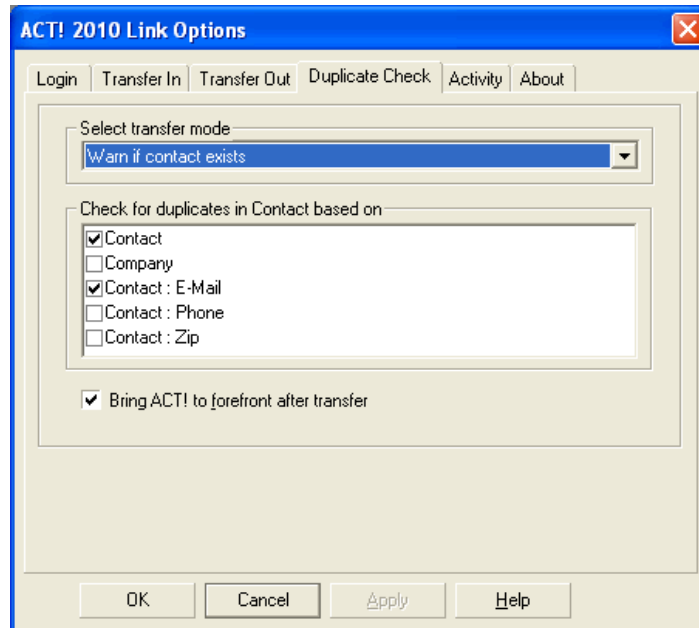 ACT! 2010 Link Options
Login Transfer In Transfer Out Duplicate Check Activity About
Select transfer mode
Warn if contact exists
Check for duplicates in Contact based on
Contact
Company
Contact : E-Mail
Contact : Phone
Contact : Zip
Bring ACT! to forefront after transfer
OK Cancel Apply Help